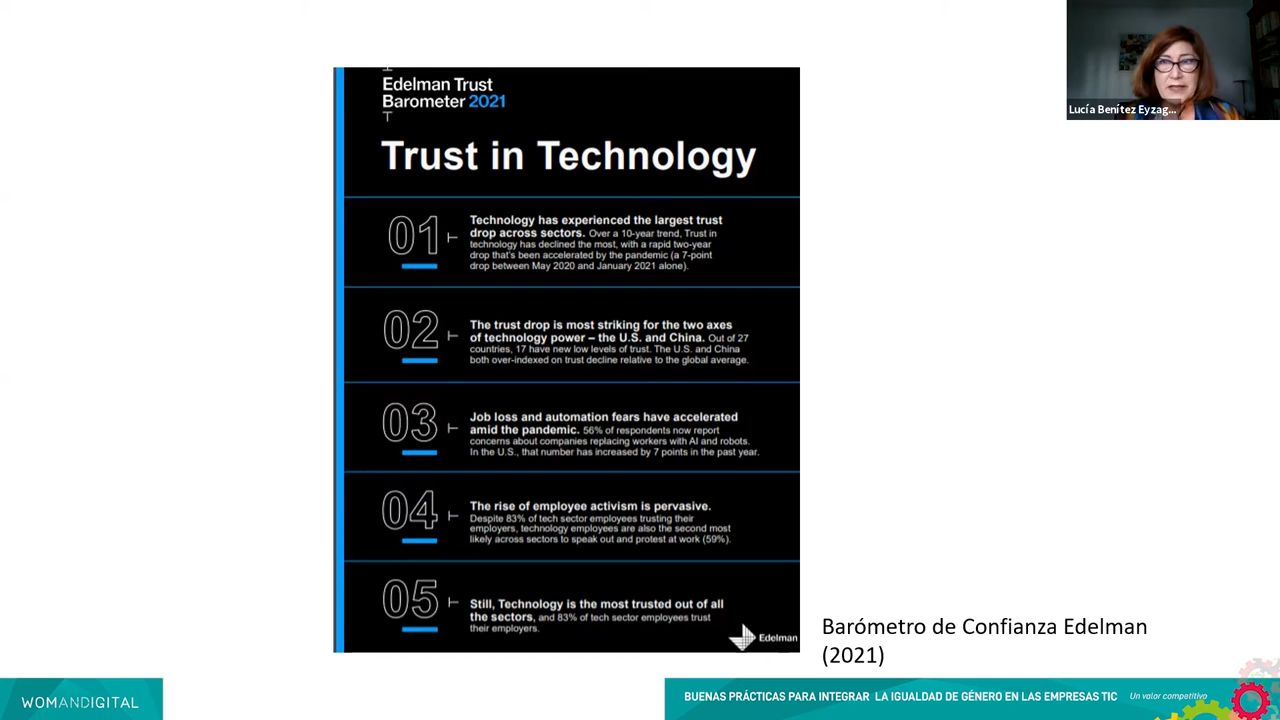 Lucía Benítez Eyzag...
Edelman Trust
Barometer 2021
Trust in Technology
01
Technology has experienced the largest trust
drop across sectors. Over a 10-year trend, Trust in
technology has declined the most, with a rapid two-year
drop that's been accelerated by the pandemic (a 7-point
drop between May 2020 and January 2021 alone).
02
The trust drop is most striking for the two axes
of technology power – the U.S. and China. Out of 27
countries, 17 have new low levels of trust. The U.S. and China
both over-indexed on trust decline relative to the global average.
03
Job loss and automation fears have accelerated
amid the pandemic. 56% of respondents now report
concerns about companies replacing workers with AI and robots.
In the U.S., that number has increased by 7 points in the past year.
04
The rise of employee activism is pervasive.
Despite 83% of tech sector employees trusting their
employers, technology employees are also the second most
likely across sectors to speak out and protest at work (59%).
05
Still, Technology is the most trusted out of all
the sectors, and 83% of tech sector employees trust
their employers.
Edelman
Barómetro de Confianza Edelman
(2021)
WOMANDIGITAL
BUENAS PRÁCTICAS PARA INTEGRAR LA IGUALDAD DE GÉNERO EN LAS EMPRESAS TIC
Un valor competitivo